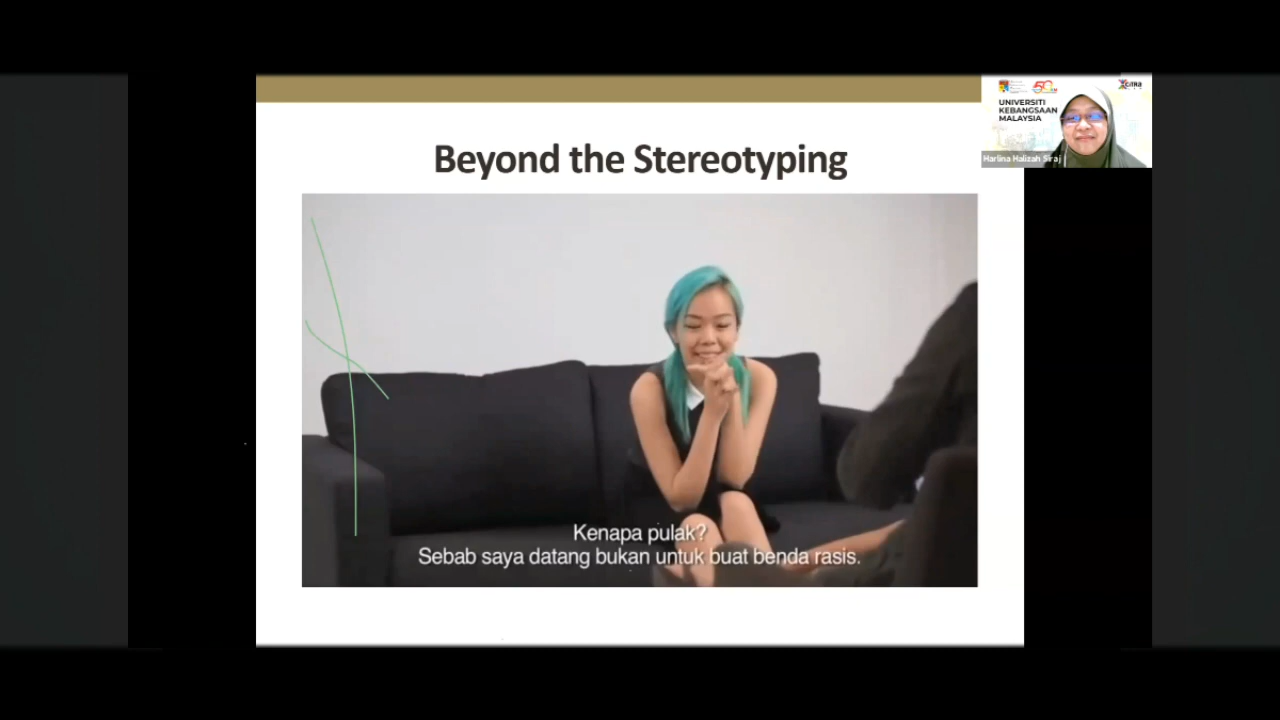 Beyond the Stereotyping
UNIVERSITI
KEBANGSAAN
MALAYSIA
Harlina Halizah Siraj
Kenapa pulak?
Sebab saya datang bukan untuk buat benda rasis.